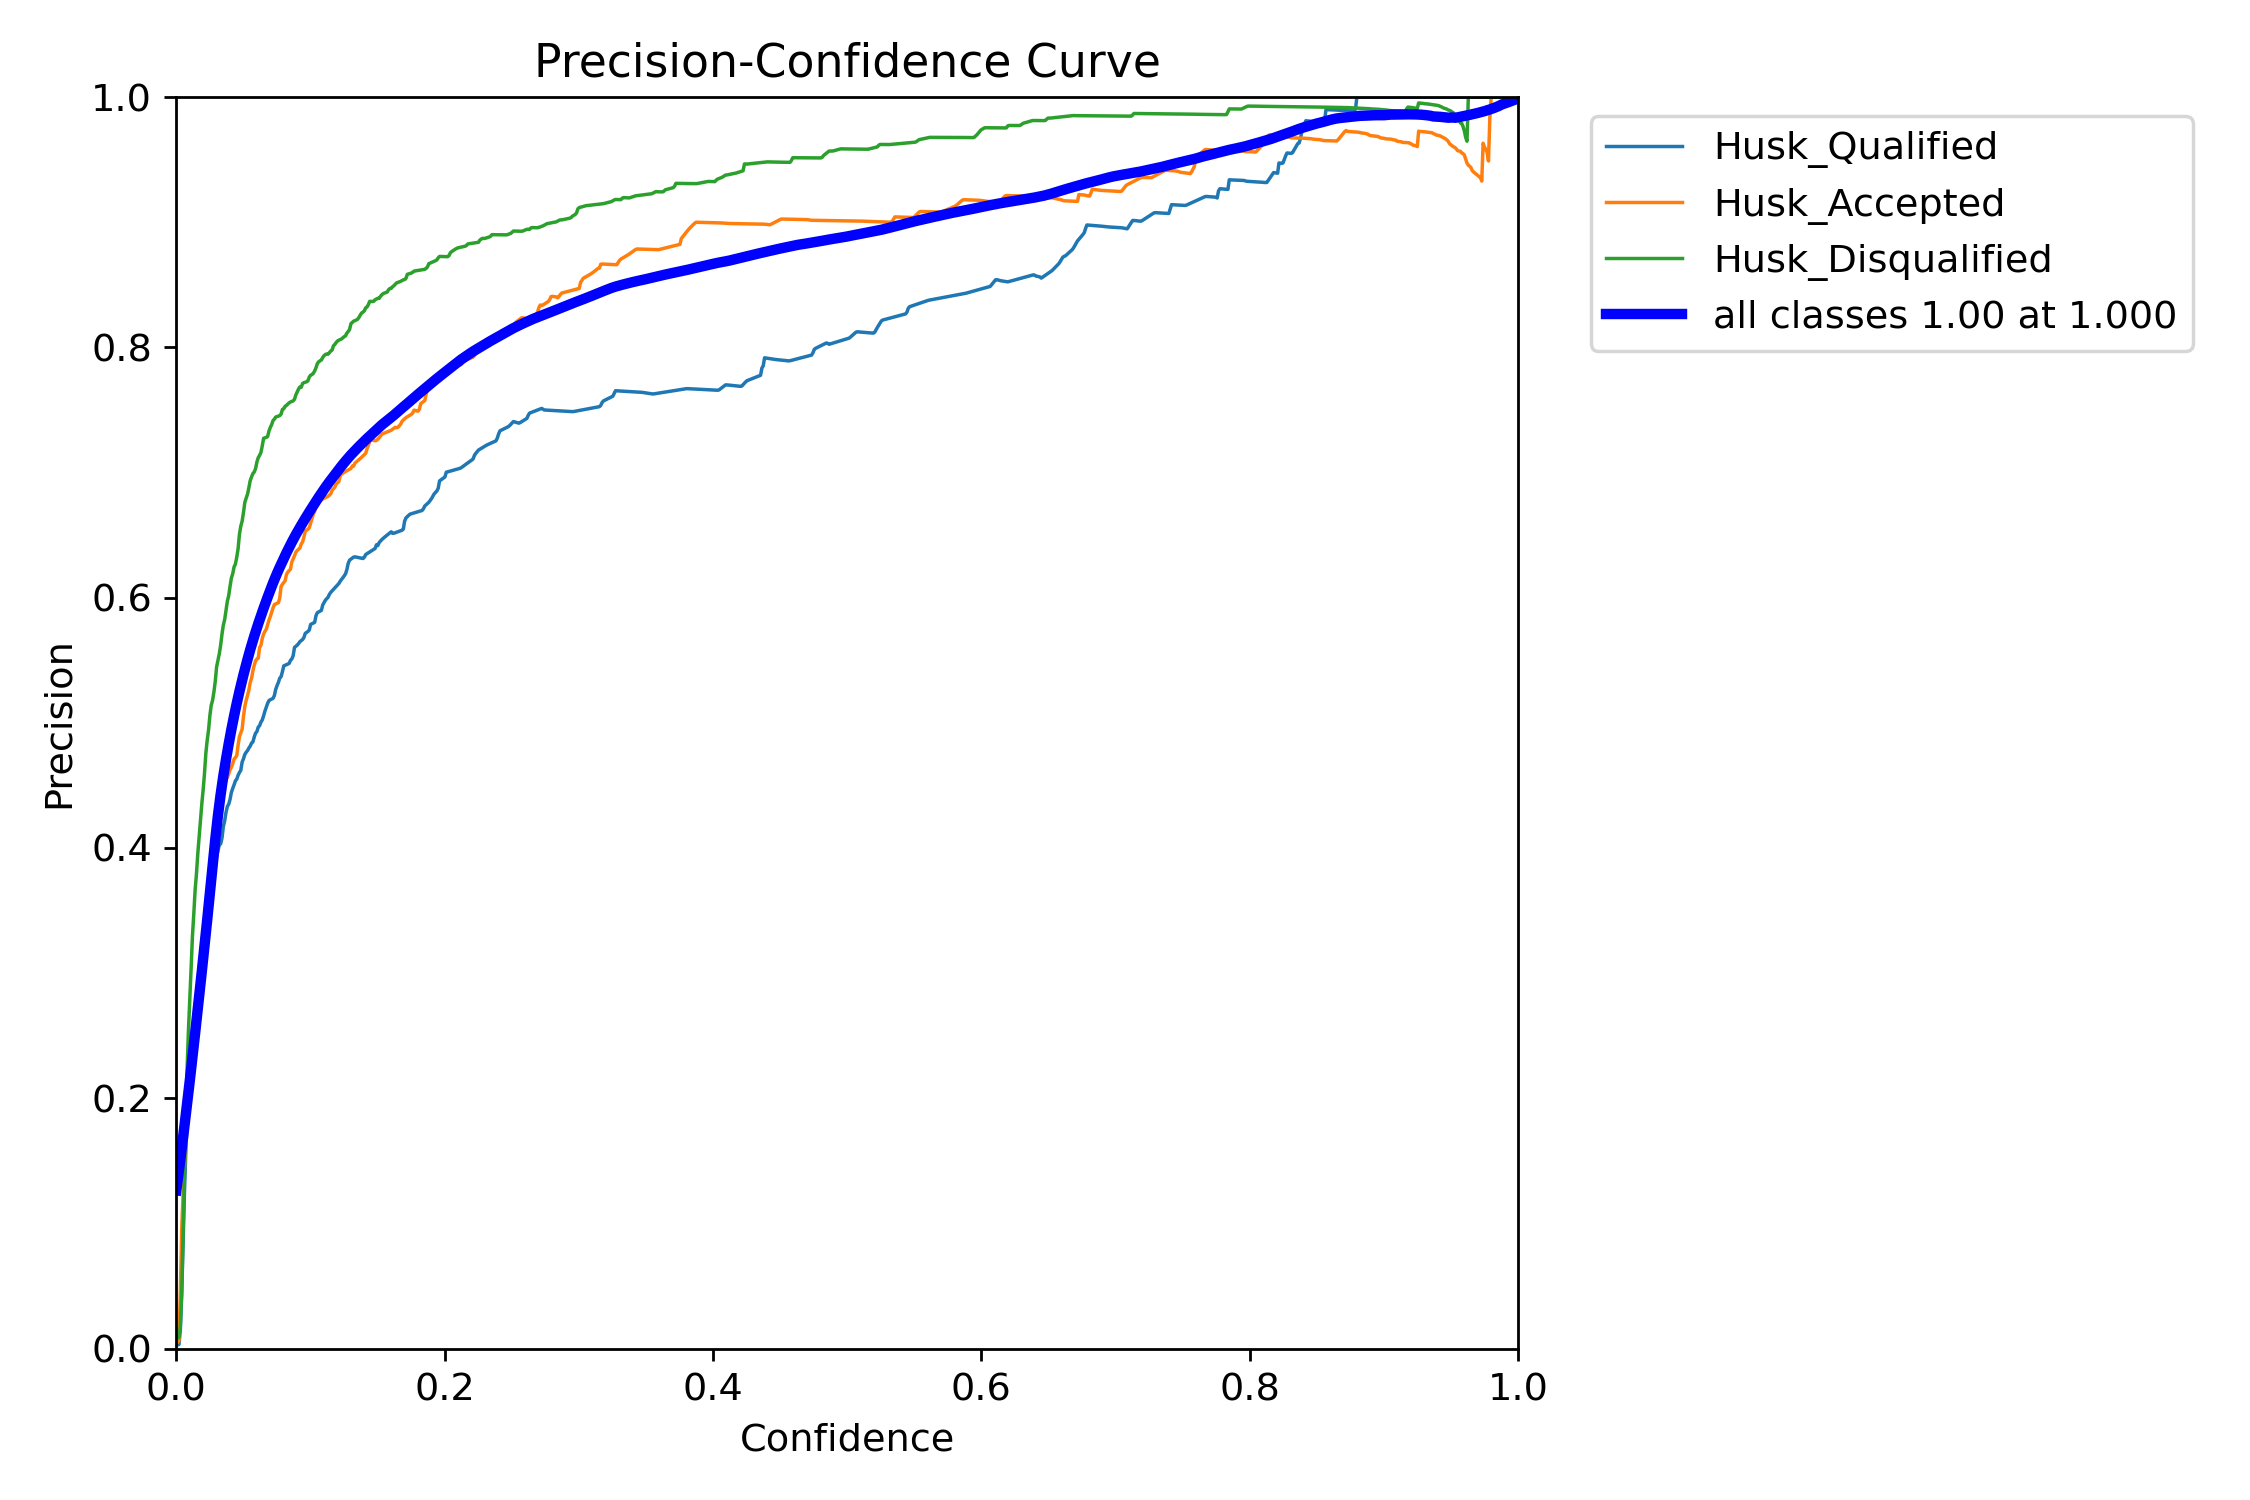 Precision-Confidence Curve
1.0
0.8
0.6
0.4
0.2
0.0
Precision
0.0 0.2 0.4 0.6 0.8 1.0
Confidence
Husk_Qualified
Husk_Accepted
Husk_Disqualified
all classes 1.00 at 1.000